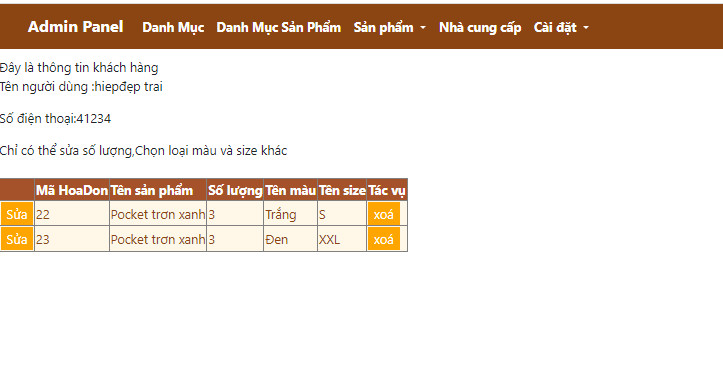 Admin Panel Danh Mục Danh Mục Sản Phẩm Sản phẩm Nhà cung cấp Cài đặt
Đây là thông tin khách hàng
Tên người dùng :hiepđẹp trai
Số điện thoại:41234
Chỉ có thể sửa số lượng,Chọn loại màu và size khác
Mã HoaDon Tên sản phẩm Số lượng Tên màu Tên size Tác vụ
Sửa 22 Pocket trơn xanh 3 Trắng S xoá
Sửa 23 Pocket trơn xanh 3 Đen XXL xoá